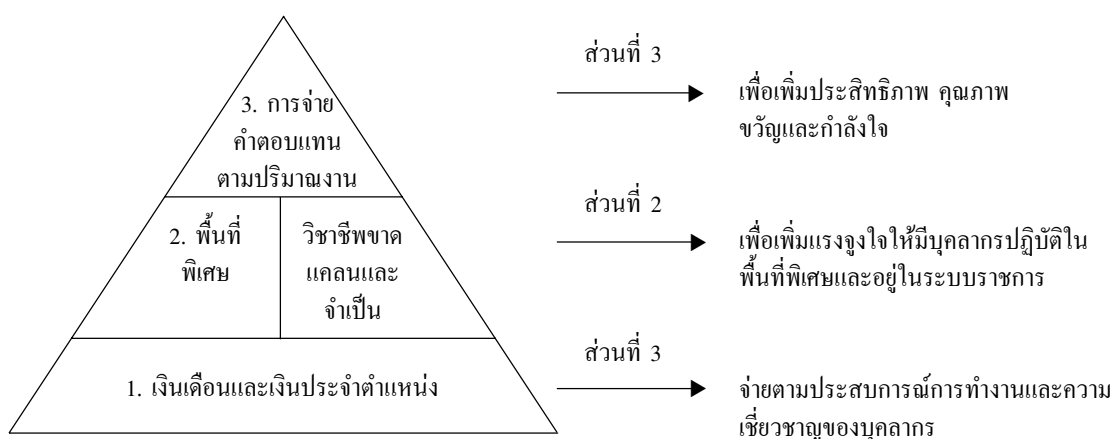 ส่วนที่ 3
3. การจ่าย
คำตอบแทน
ตามปริมาณงาน
เพื่อเพิ่มประสิทธิภาพ คุณภาพ
ขวัญและกำลังใจ
ส่วนที่ 2
2. พื้นที่
พิเศษ
วิชาชีพขาด
แคลนและ
จำเป็น
เพื่อเพิ่มแรงจูงใจให้มีบุคลากรปฏิบัติใน
พื้นที่พิเศษและอยู่ในระบบราชการ
ส่วนที่ 3
1. เงินเดือนและเงินประจำตำแหน่ง
จ่ายตามประสบการณ์การทำงานและความ
เชี่ยวชาญของบุคลากร